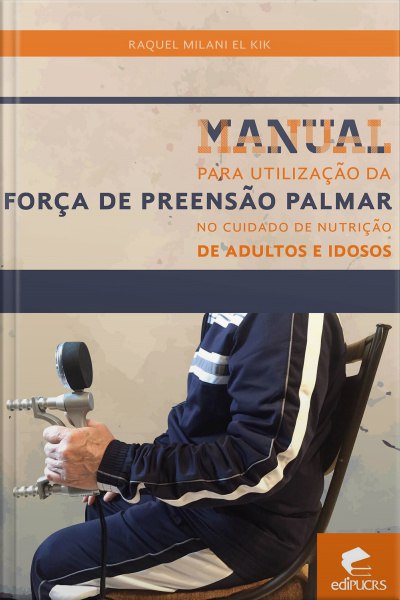 RAQUEL MILANI EL KIK
MANUAL
PARA UTILIZAÇÃO DA
FORÇA DE PREENSÃO PALMAR
NO CUIDADO DE NUTRIÇÃO
DE ADULTOS E IDOSOS
ediPUCRS